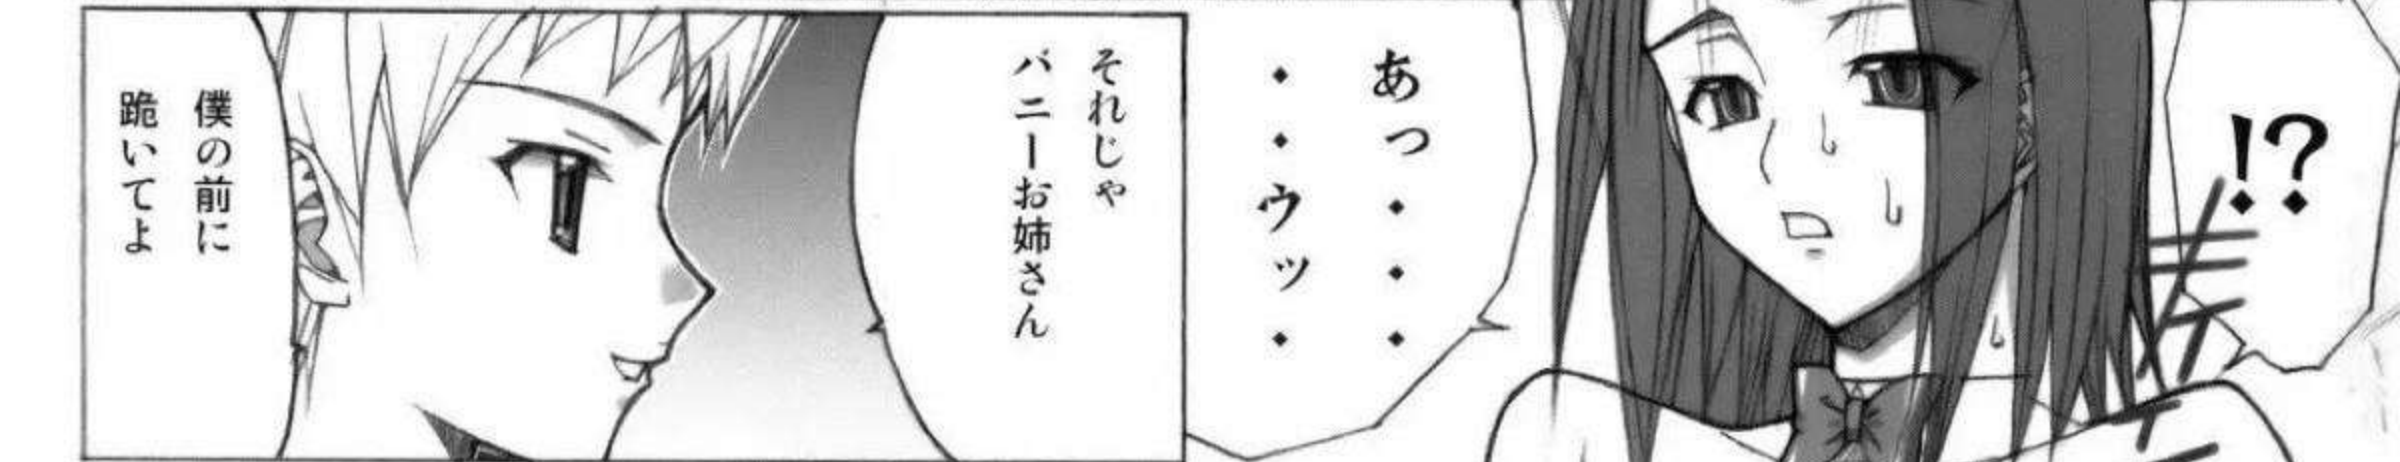 !?
あっ・・・
・・ウッ・
それじゃ
バニーお姉さん
僕の前に
跪いてよ